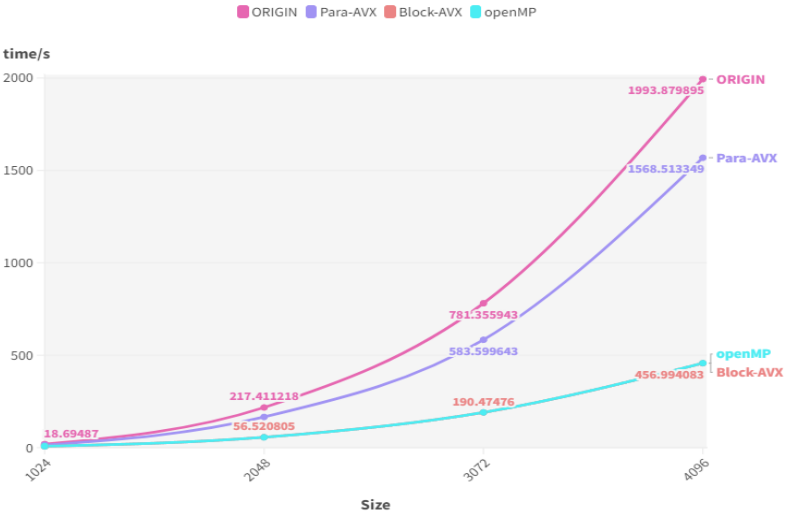 ORIGIN Para-AVX Block-AVX openMP
time/s
2000
1993.879895
ORIGIN
1568.513349
Para-AVX
1500
1000
781.355943
583.599643
500
openMP
456.994083
Block-AVX
217.411218
190.47476
56.520805
18.69487
0
1024 2048 3072 4096
Size